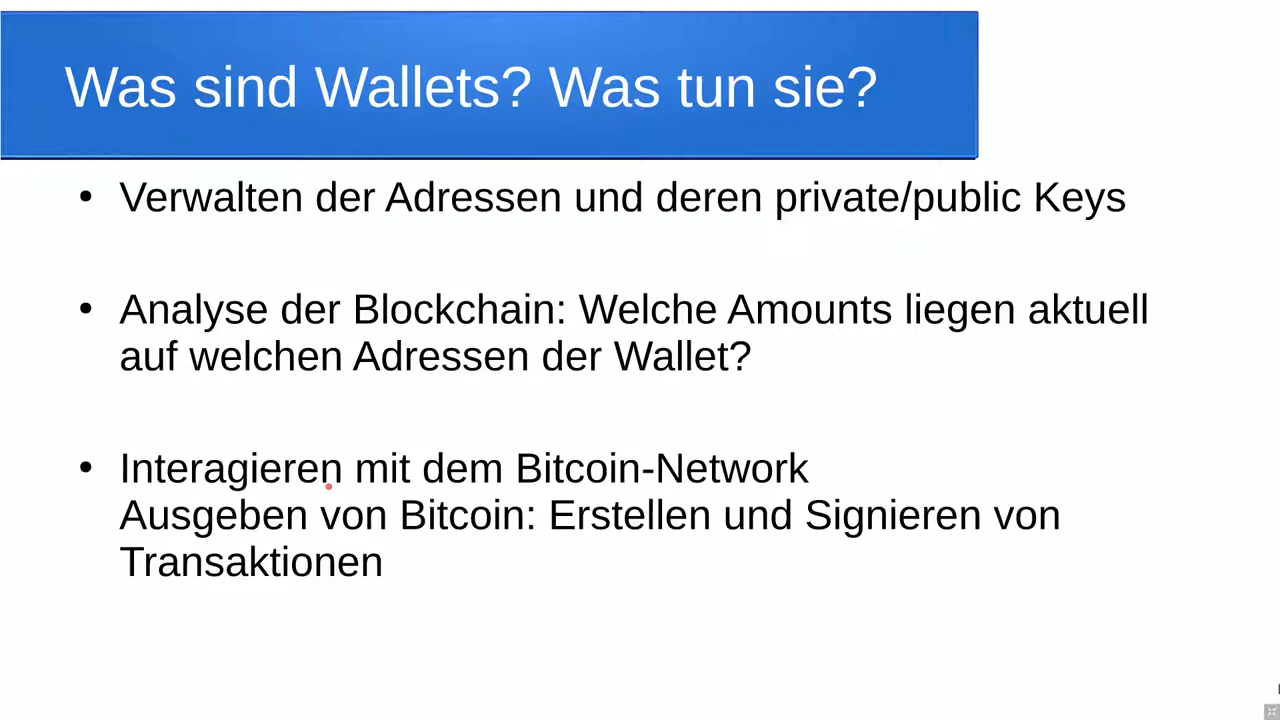 Was sind Wallets? Was tun sie?
• Verwalten der Adressen und deren private/public Keys
• Analyse der Blockchain: Welche Amounts liegen aktuell
auf welchen Adressen der Wallet?
• Interagieren mit dem Bitcoin-Network
Ausgeben von Bitcoin: Erstellen und Signieren von
Transaktionen